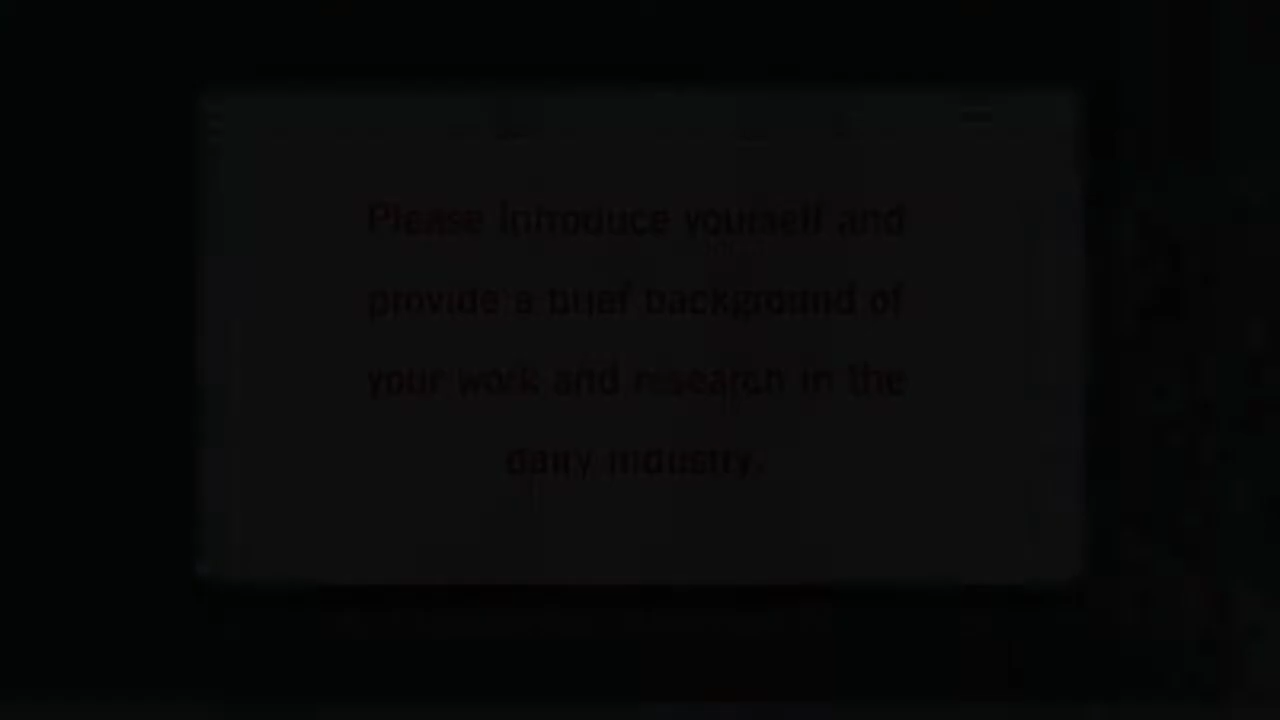 Please introduce yourself and
provide a brief background of
your work and research in the
dairy industry.